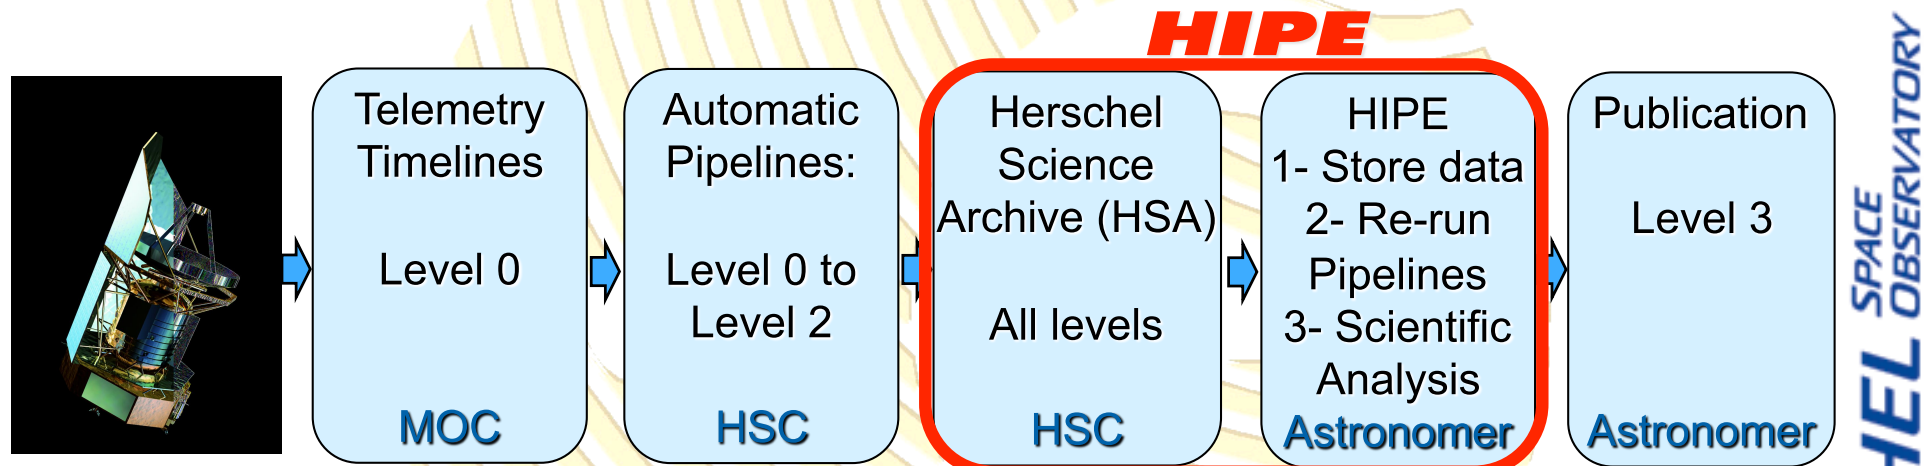 HIPE
Telemetry
Timelines
Level 0
MOC
Automatic
Pipelines:
Level 0 to
Level 2
HSC
Herschel
Science
Archive (HSA)
All levels
HSC
HIPE
1- Store data
2- Re-run
Pipelines
3- Scientific
Analysis
Astronomer
Publication
Level 3
Astronomer
HEL SPACE
OBSERVATORY